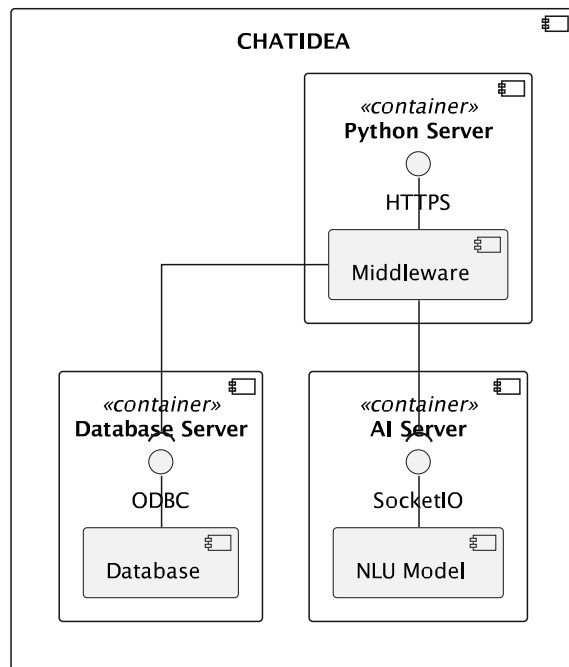 CHATIDEA
«container»
Python Server
HTTPS
Middleware
«container»
Database Server
ODBC
Database
«container»
AI Server
SocketIO
NLU Model